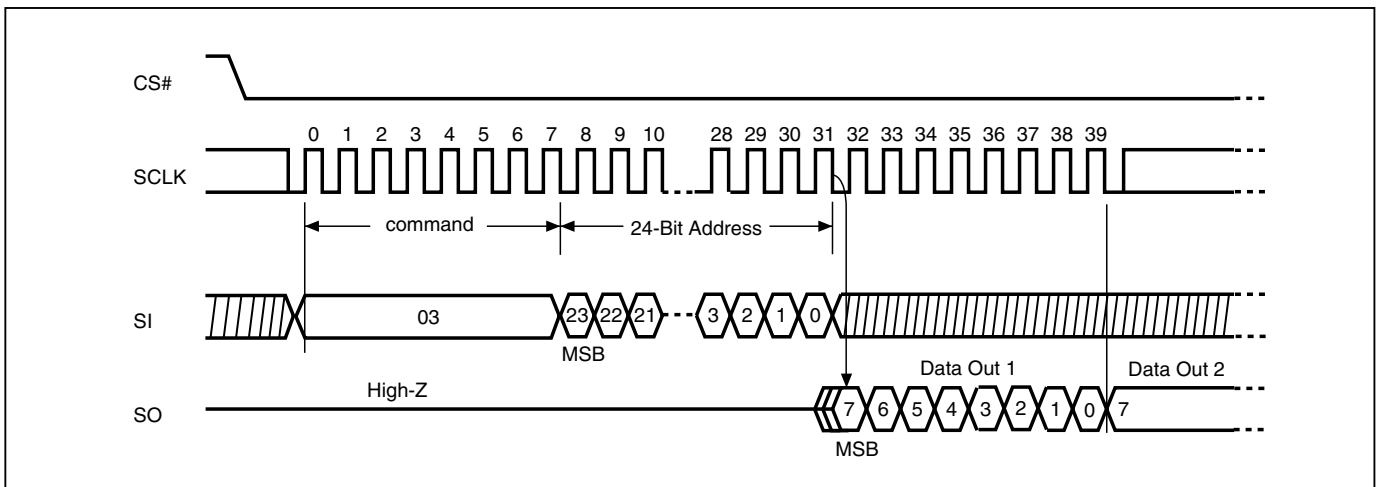 CS#
0 1 2 3 4 5 6 7 8 9 10 28 29 30 31 32 33 34 35 36 37 38 39
SCLK
command 24-Bit Address
SI 03 23 22 21 3 2 1 0
MSB
Data Out 1 Data Out 2
High-Z
SO 7 6 5 4 3 2 1 0 7
MSB